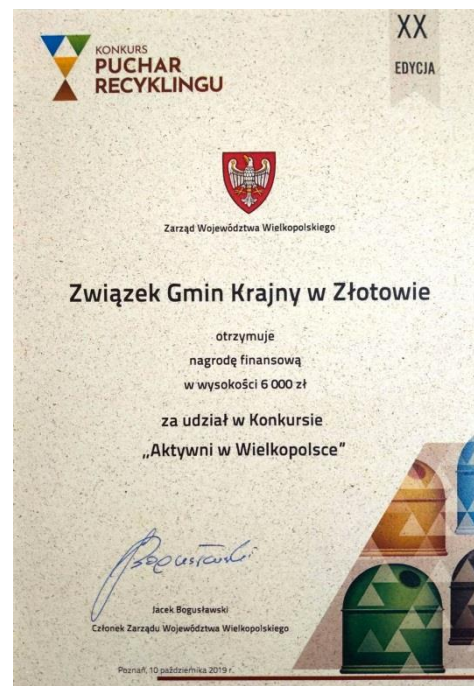 KONKURS
PUCHAR
RECYKLINGU
XX
EDYCJA
Zarząd Województwa Wielkopolskiego
Związek Gmin Krajny w Złotowie
otrzymuje
nagrodę finansową
w wysokości 6 000 zł
za udział w Konkursie
„Aktywni w Wielkopolsce”
Bogusławski
Jacek Bogusławski
Członek Zarządu Województwa Wielkopolskiego
Poznań, 10 października 2019 r.